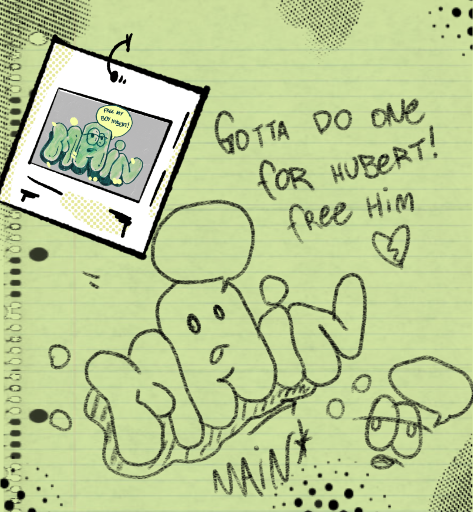 FREE MY
BOY HUBERT!
MAiN
GOTTA DO ONE
FOR HUBERT!
FREE HiM
MAiN
MAiN